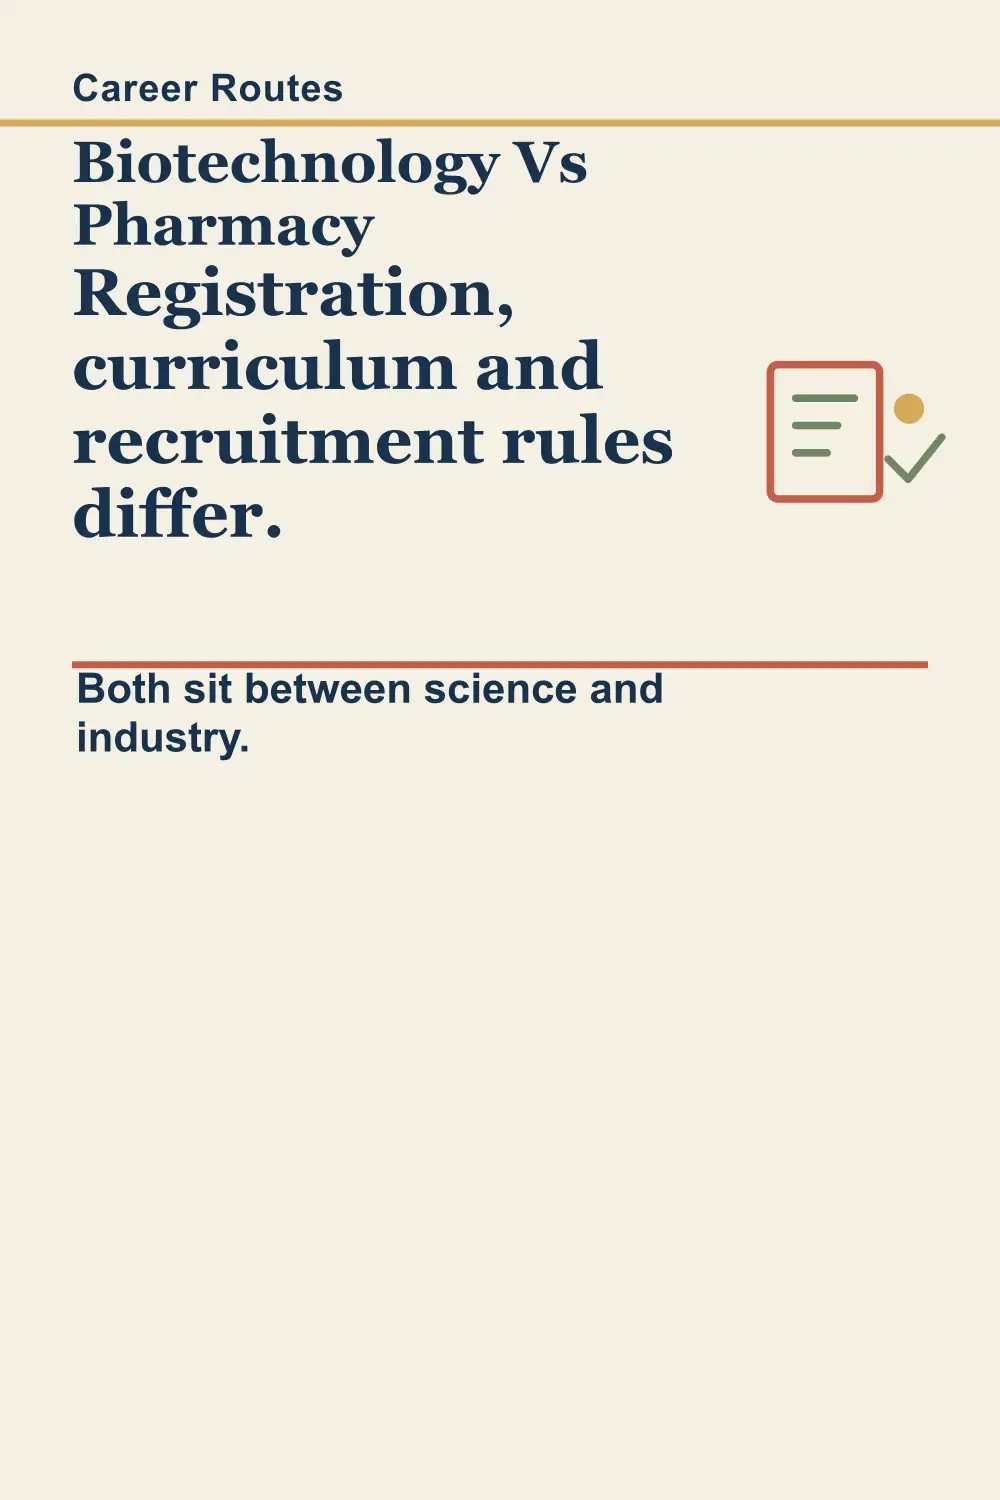 Career Routes
Biotechnology Vs
Pharmacy
Registration,
curriculum and
recruitment rules
differ.
Both sit between science and
industry.